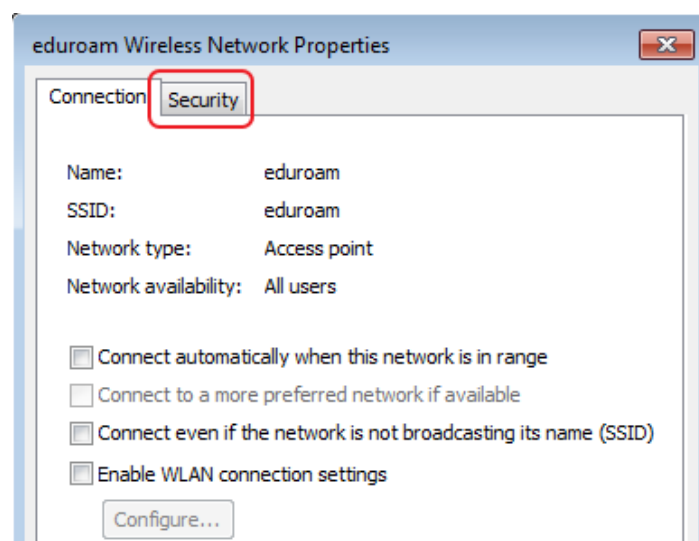 eduroam Wireless Network Properties
Connection Security
Name: eduroam
SSID: eduroam
Network type: Access point
Network availability: All users
Connect automatically when this network is in range
Connect to a more preferred network if available
Connect even if the network is not broadcasting its name (SSID)
Enable WLAN connection settings
Configure...